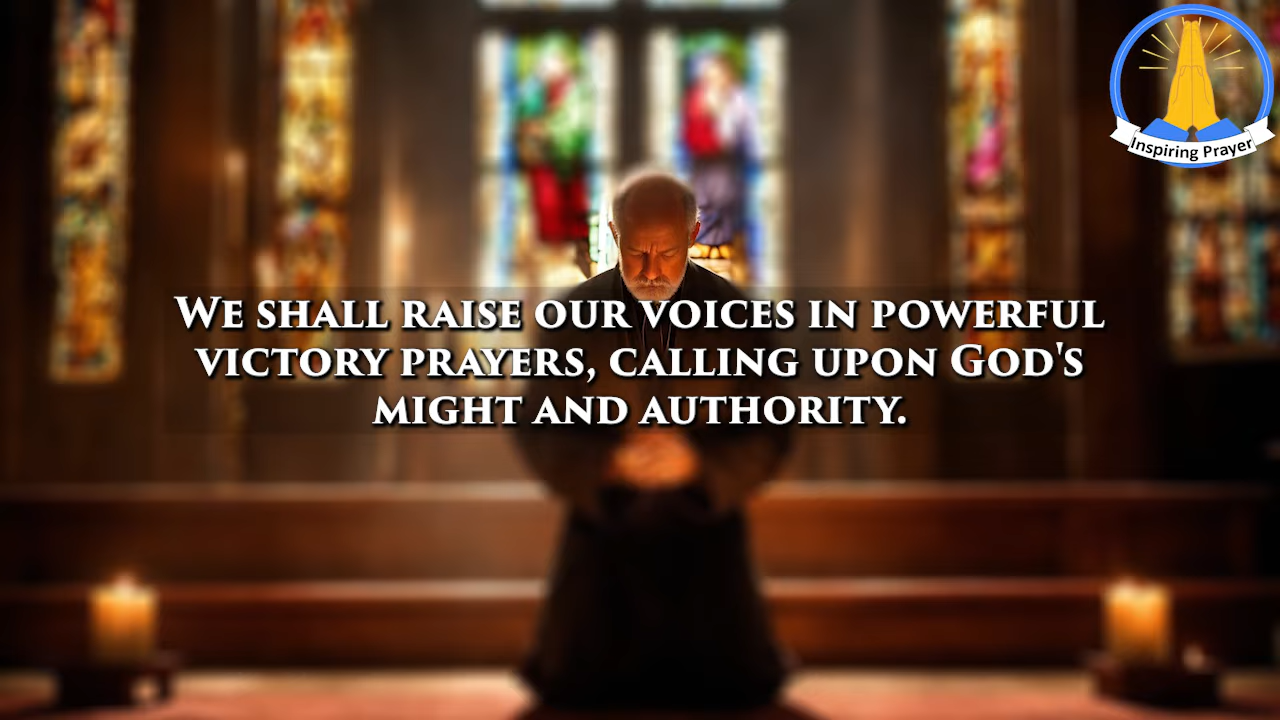 Inspiring Prayer
We shall raise our voices in powerful
victory prayers, calling upon God's
might and authority.